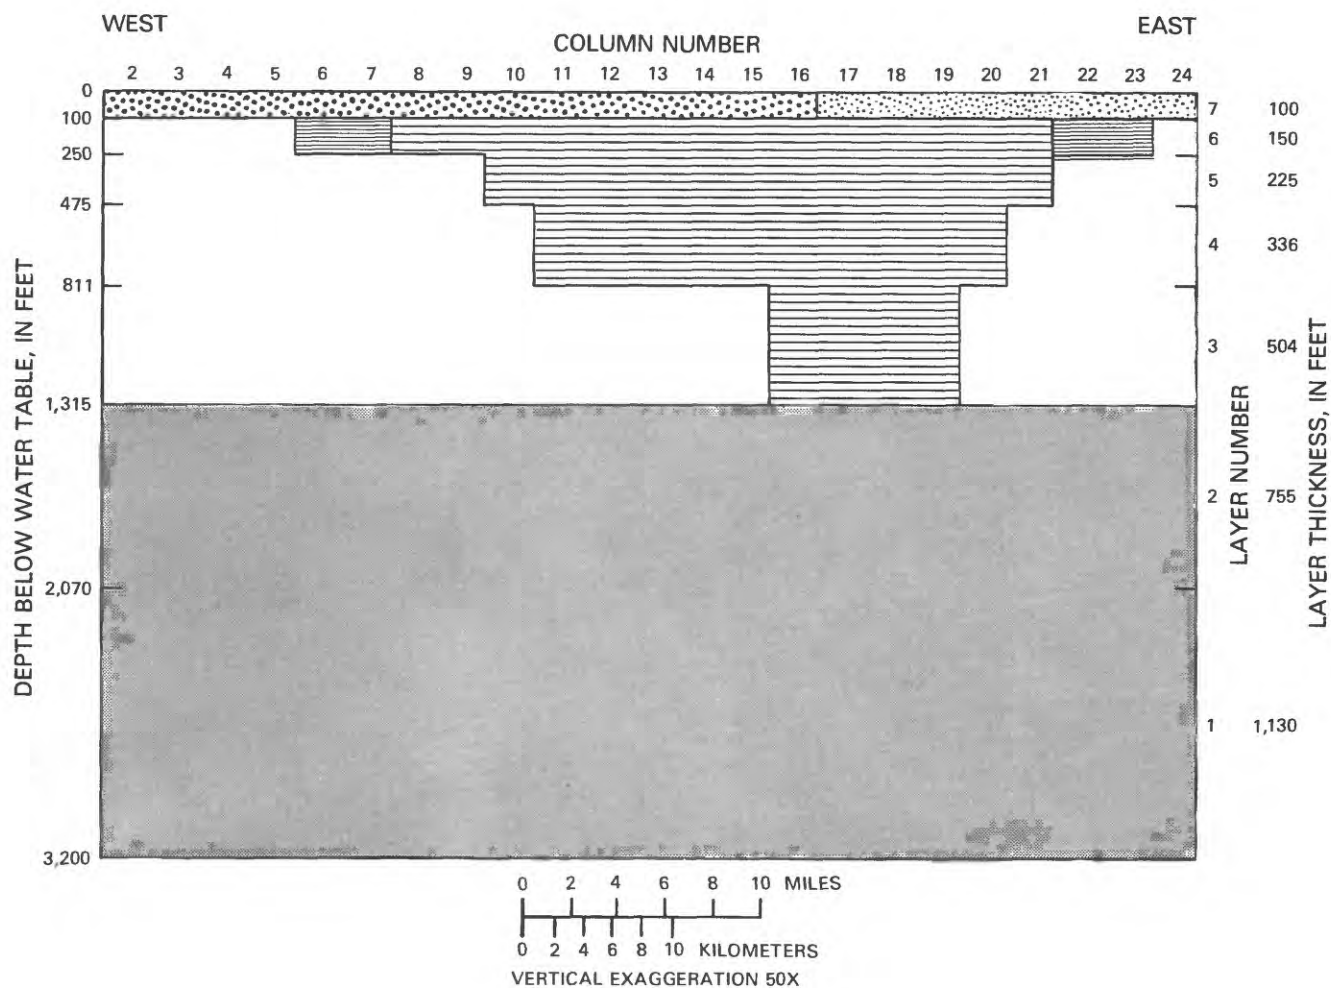 WEST EAST
COLUMN NUMBER
2 3 4 5 6 7 8 9 10 11 12 13 14 15 16 17 18 19 20 21 22 23 24
DEPTH BELOW WATER TABLE, IN FEET
0
100
250
475
811
1,315
2,070
3,200
7 100
6 150
5 225
4 336
3 504
2 755
1 1,130
LAYER NUMBER
LAYER THICKNESS, IN FEET
0 2 4 6 8 10 MILES
0 2 4 6 8 10 KILOMETERS
VERTICAL EXAGGERATION 50X